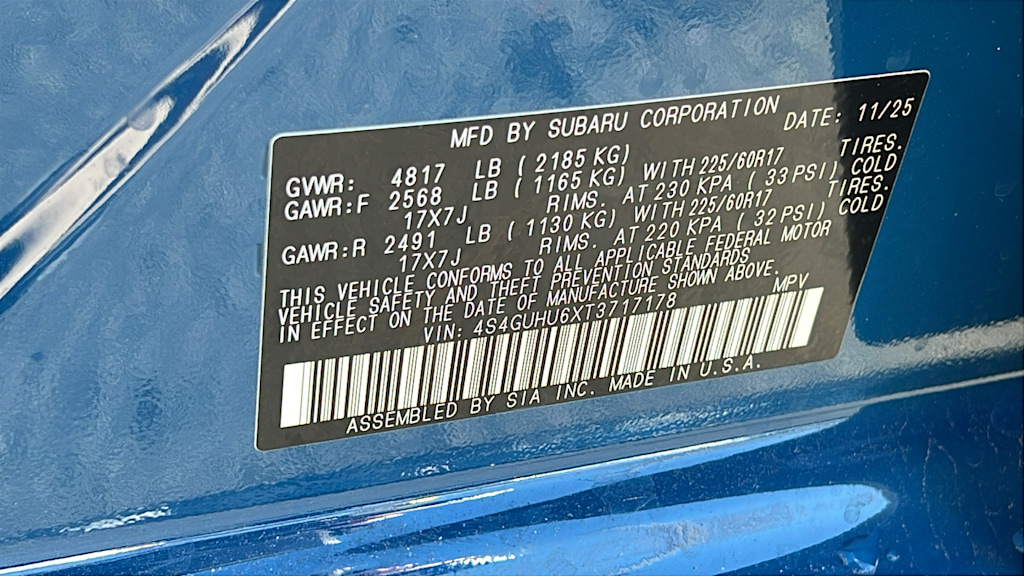 MFD BY SUBARU CORPORATION DATE: 11/25
GVWR: 4817 LB ( 2185 KG)
GAWR:F 2568 LB ( 1165 KG) WITH 225/60R17 TIRES.
17X7J RIMS. AT 230 KPA ( 33 PSI) COLD
GAWR:R 2491 LB ( 1130 KG) WITH 225/60R17 TIRES.
17X7J RIMS. AT 220 KPA ( 32 PSI) COLD
THIS VEHICLE CONFORMS TO ALL APPLICABLE FEDERAL MOTOR
VEHICLE SAFETY AND THEFT PREVENTION STANDARDS
IN EFFECT ON THE DATE OF MANUFACTURE SHOWN ABOVE.
VIN: 4S4GUHU6XT3717178 MPV
ASSEMBLED BY SIA INC. MADE IN U.S.A.